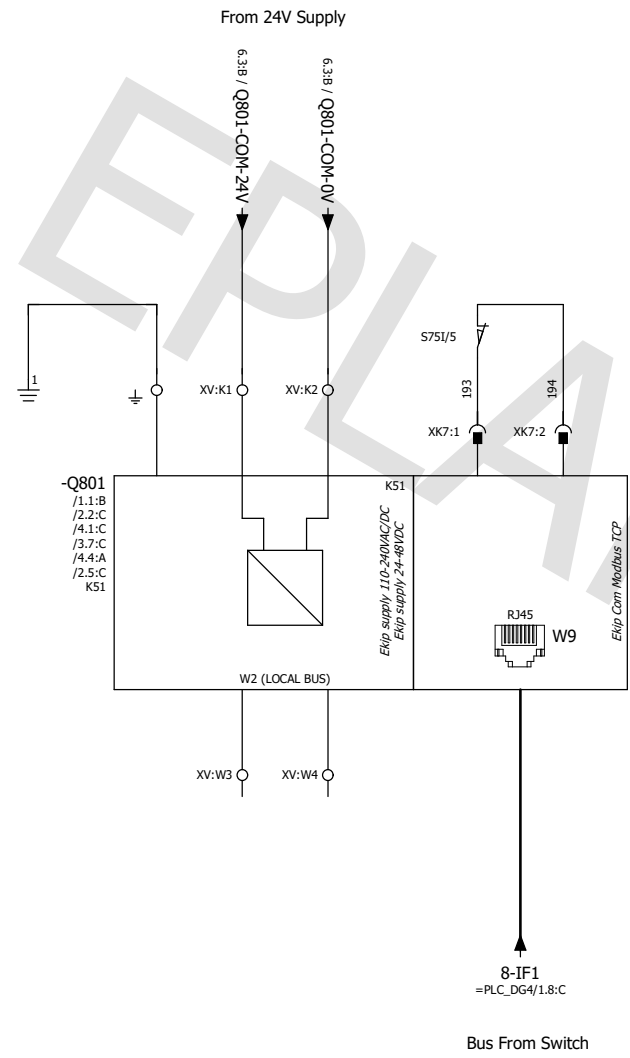 From 24V Supply
6.3:B / Q801-COM-24V
6.3:B / Q801-COM-0V
S75I/5
1
XV:K1
XV:K2
193
194
XK7:1
XK7:2
-Q801
/1.1:B
/2.2:C
/4.1:C
/3.7:C
/4.4:A
/2.5:C
K51
K51
Ekip supply 110-240VAC/DC
Ekip supply 24-48VDC
Ekip Com Modbus TCP
RJ45
W9
W2 (LOCAL BUS)
XV:W3
XV:W4
8-IF1
=PLC_DG4/1.8:C
Bus From Switch